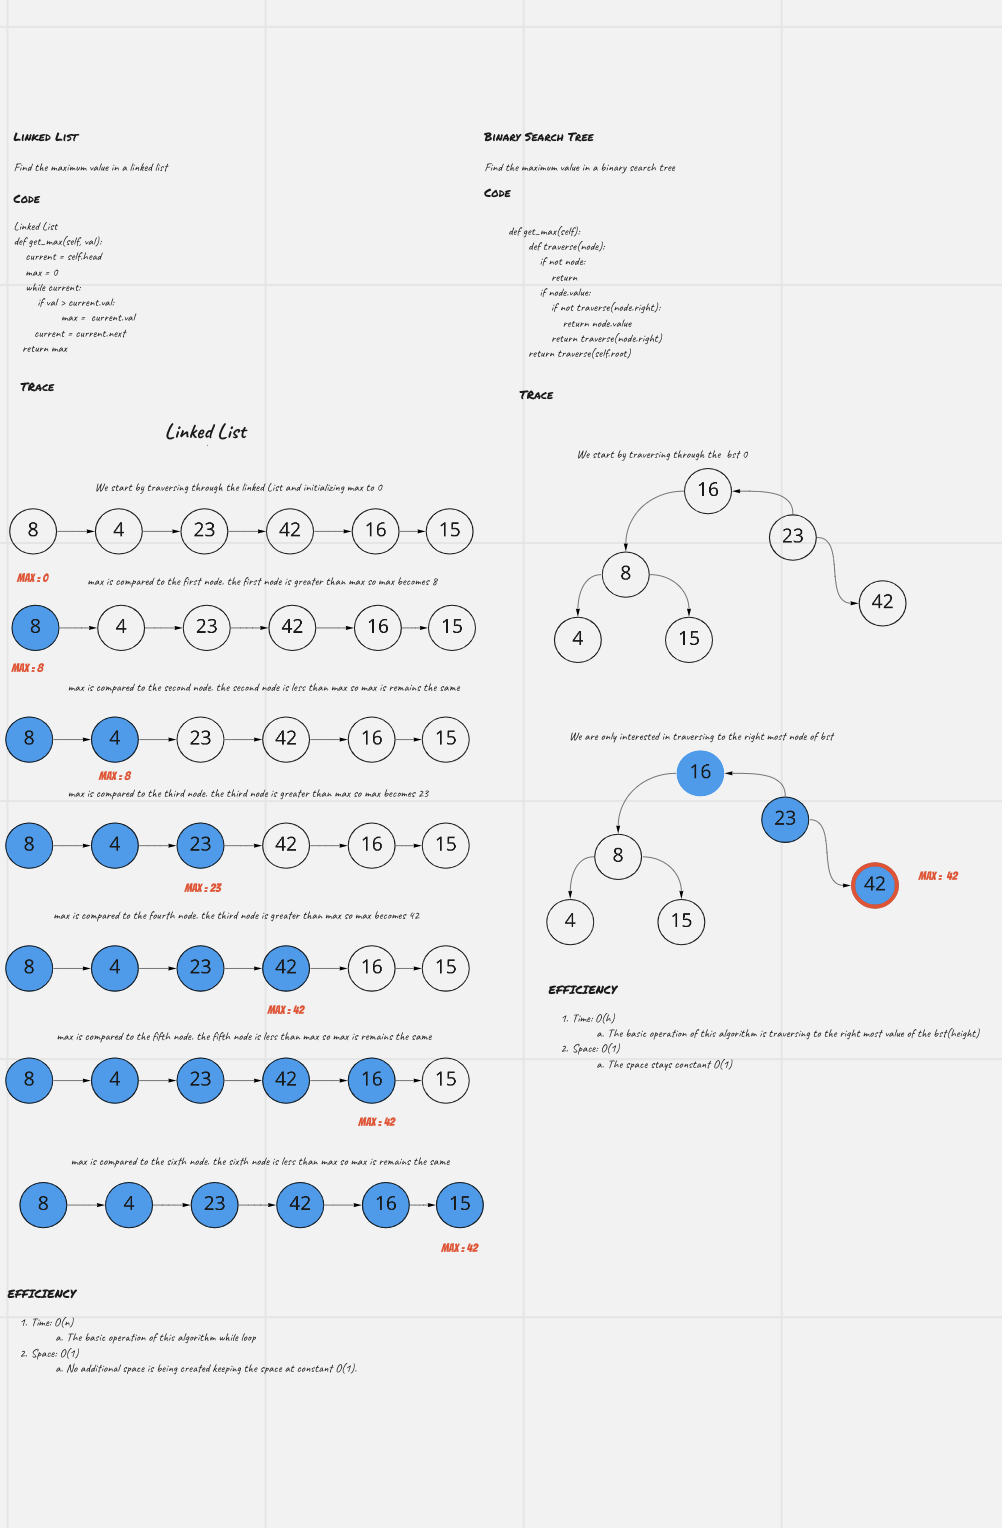 Linked List
Find the maximum value in a linked list
Code
Linked List
def get_max(self, val):
current = self.head
max = 0
while current:
if val > current.val:
max = current.val
current = current.next
return max
Trace
Linked List
We start by traversing through the linked List and initializing max to 0
8 4 23 42 16 15
MAX : 0
max is compared to the first node. the first node is greater than max so max becomes 8
8 4 23 42 16 15
MAX : 8
max is compared to the second node. the second node is less than max so max is remains the same
8 4 23 42 16 15
MAX : 8
max is compared to the third node. the third node is greater than max so max becomes 23
8 4 23 42 16 15
MAX : 23
max is compared to the fourth node. the third node is greater than max so max becomes 42
8 4 23 42 16 15
MAX : 42
max is compared to the fifth node. the fifth node is less than max so max is remains the same
8 4 23 42 16 15
MAX : 42
max is compared to the sixth node. the sixth node is less than max so max is remains the same
8 4 23 42 16 15
MAX : 42
EFFICIENCY
1. Time: O(n)
a. The basic operation of this algorithm while loop
2. Space: O(1)
a. No additional space is being created keeping the space at constant O(1).
Binary Search Tree
Find the maximum value in a binary search tree
Code
def get_max(self):
def traverse(node):
if not node:
return
if node.value:
if not traverse(node.right):
return node.value
return traverse(node.right)
return traverse(self.root)
Trace
We start by traversing through the bst 0
16
23
8
42
4 15
We are only interested in traversing to the right most node of bst
16
23
8
42 MAX : 42
4 15
EFFICIENCY
1. Time: O(h)
a. The basic operation of this algorithm is traversing to the right most value of the bst(height)
2. Space: O(1)
a. The space stays constant O(1)